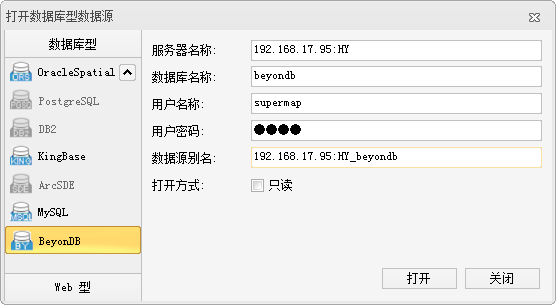 打开数据库型数据源
数据库型
OracleSpatial
PostgreSQL
DB2
KingBase
ArcSDE
MySQL
BeyonDB
Web 型
服务器名称: 192.168.17.95:HY
数据库名称: beyondb
用户名称: supermap
用户密码: ●●●●
数据源别名: 192.168.17.95:HY_beyondb
打开方式: 只读
打开 关闭